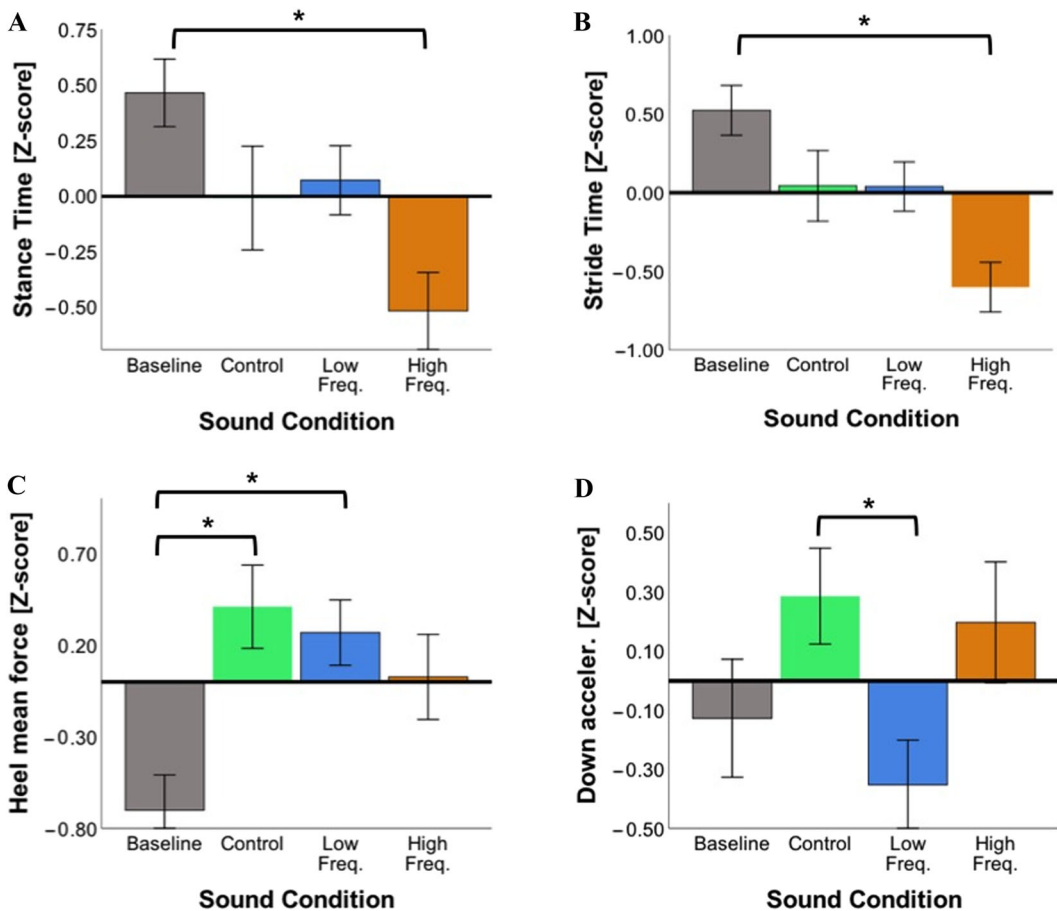 A
Stance Time [Z-score]
0.75
0.50
0.25
0.00
−0.25
−0.50
*
Baseline
Control
Low
Freq.
High
Freq.
Sound Condition
B
Stride Time [Z-score]
1.00
0.50
0.00
−0.50
−1.00
*
Baseline
Control
Low
Freq.
High
Freq.
Sound Condition
C
Heel mean force [Z-score]
0.70
0.20
−0.30
−0.80
*
*
Baseline
Control
Low
Freq.
High
Freq.
Sound Condition
D
Down acceler. [Z-score]
0.50
0.30
0.10
−0.10
−0.30
−0.50
*
Baseline
Control
Low
Freq.
High
Freq.
Sound Condition